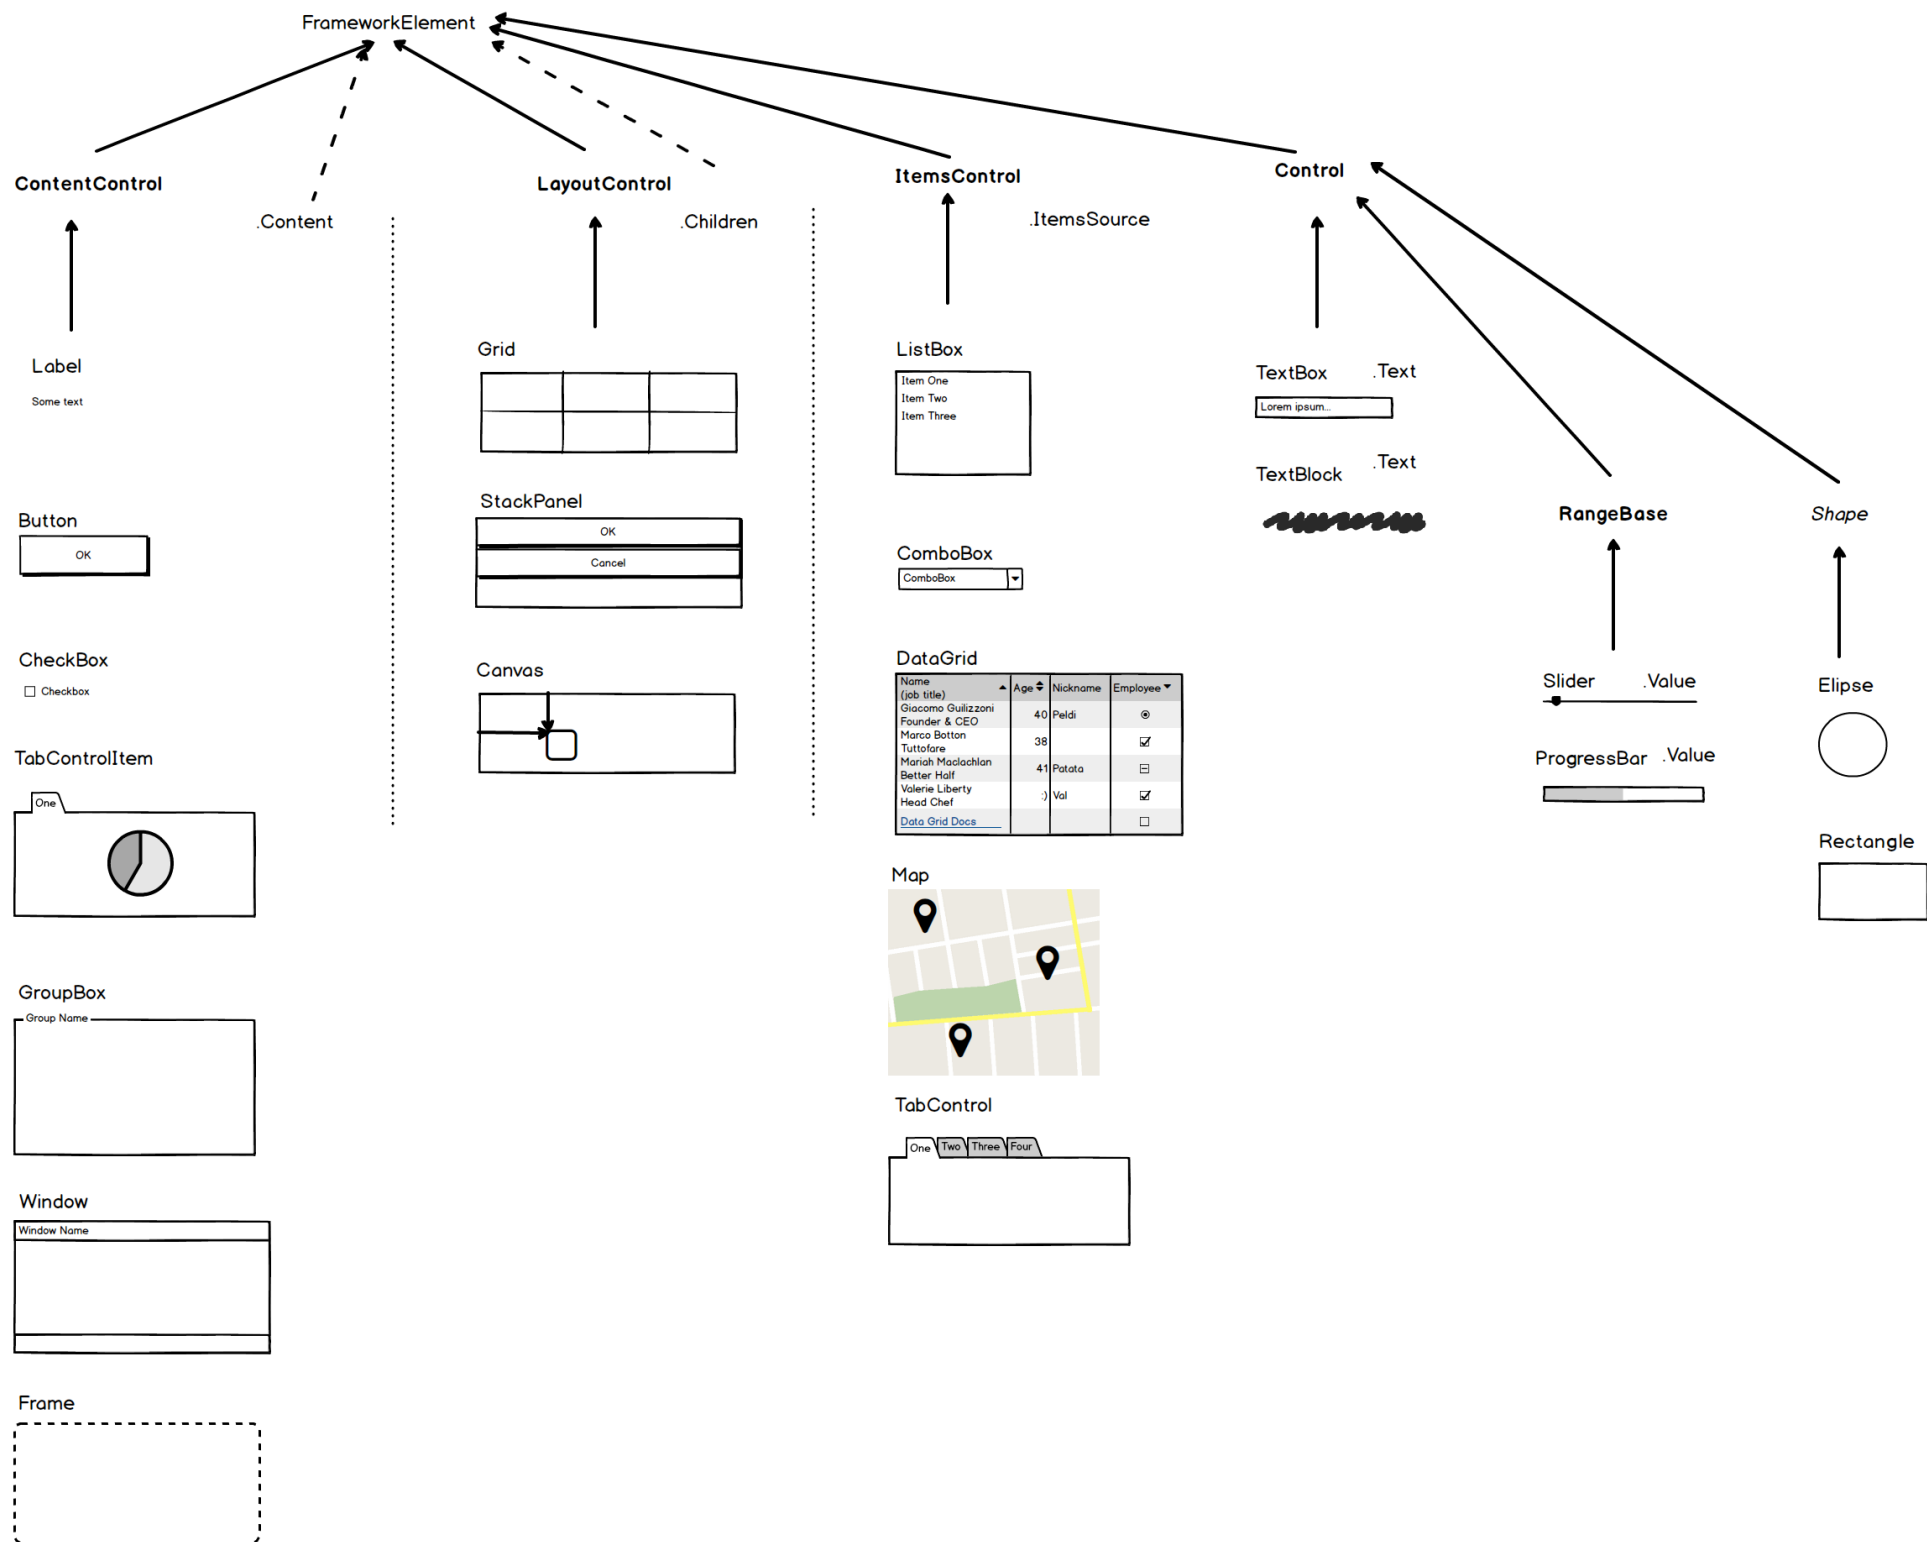 FrameworkElement
ContentControl
.Content
LayoutControl
.Children
ItemsControl
.ItemsSource
Control
Label
Some text
Button
OK
CheckBox
Checkbox
TabControlItem
One
GroupBox
Group Name
Window
Window Name
Frame
Grid
StackPanel
OK
Cancel
Canvas
ListBox
Item One
Item Two
Item Three
ComboBox
ComboBox
DataGrid
Name
(job title)
Age
Nickname
Employee
Giacomo Guilizzoni
Founder & CEO
40
Peldi
Marco Botton
Tuttofare
38
Mariah Maclachlan
Better Half
41
Patata
Valerie Liberty
Head Chef
:)
Val
Data Grid Docs
Map
TabControl
One
Two
Three
Four
TextBox
.Text
Lorem ipsum...
TextBlock
.Text
RangeBase
Slider
.Value
ProgressBar
.Value
Shape
Elipse
Rectangle